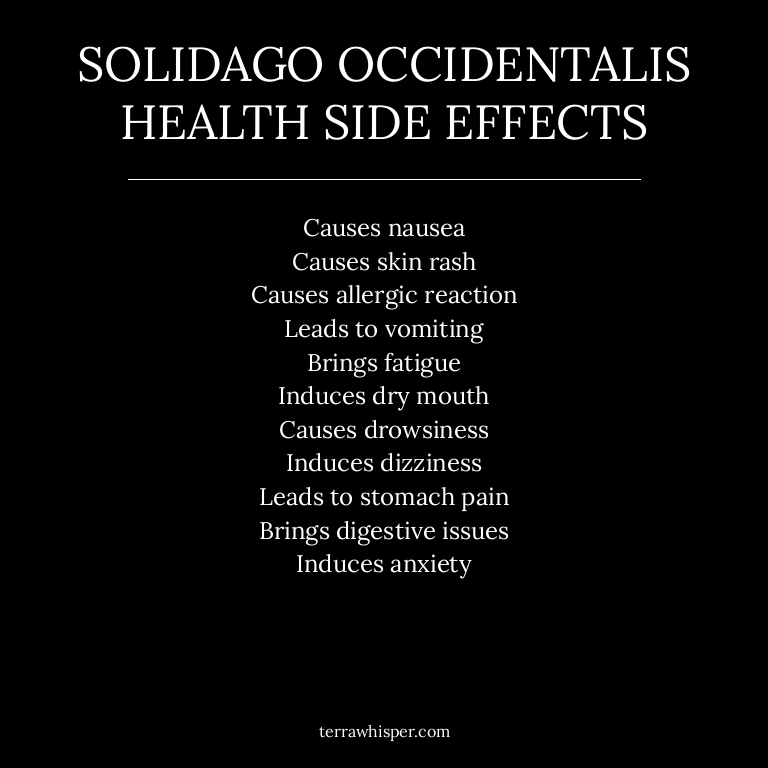 SOLIDAGO OCCIDENTALIS
HEALTH SIDE EFFECTS
Causes nausea
Causes skin rash
Causes allergic reaction
Leads to vomiting
Brings fatigue
Induces dry mouth
Causes drowsiness
Induces dizziness
Leads to stomach pain
Brings digestive issues
Induces anxiety
terrawhisper.com